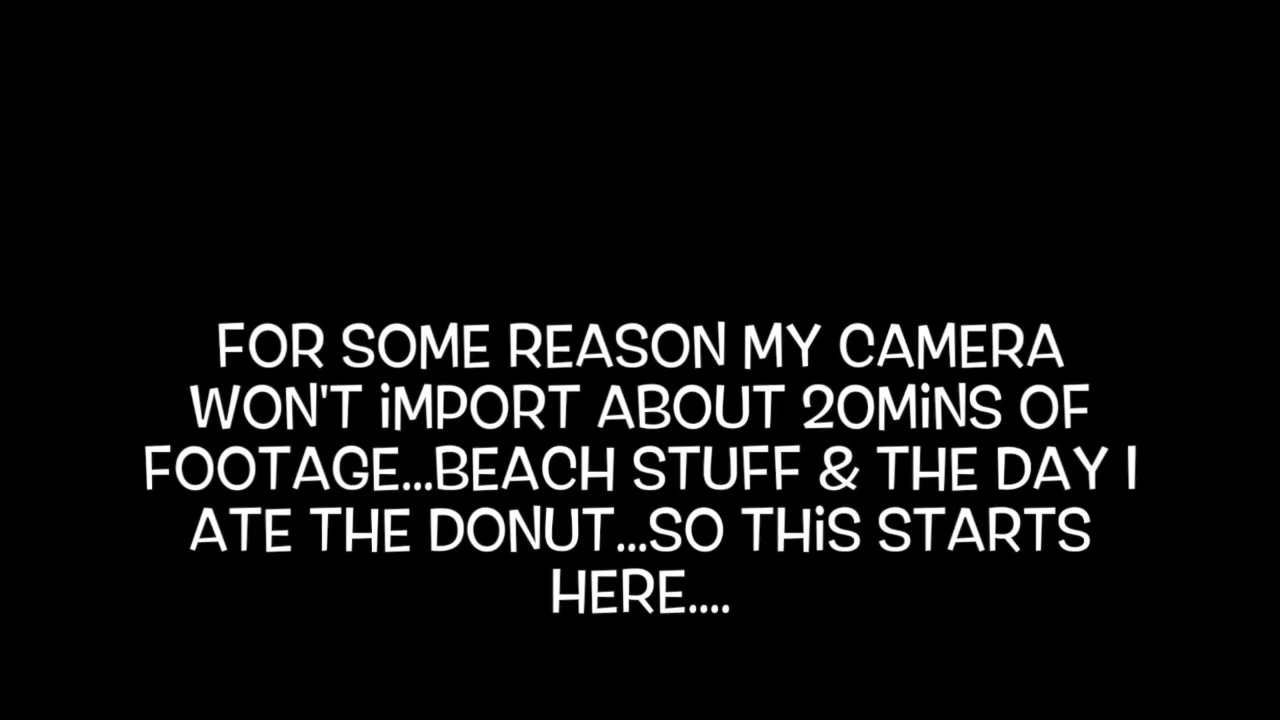 FOR SOME REASON MY CAMERA
WON'T iMPORT ABOUT 20MiNS OF
FOOTAGE...BEACH STUFF & THE DAY I
ATE THE DONUT...SO THiS STARTS
HERE....